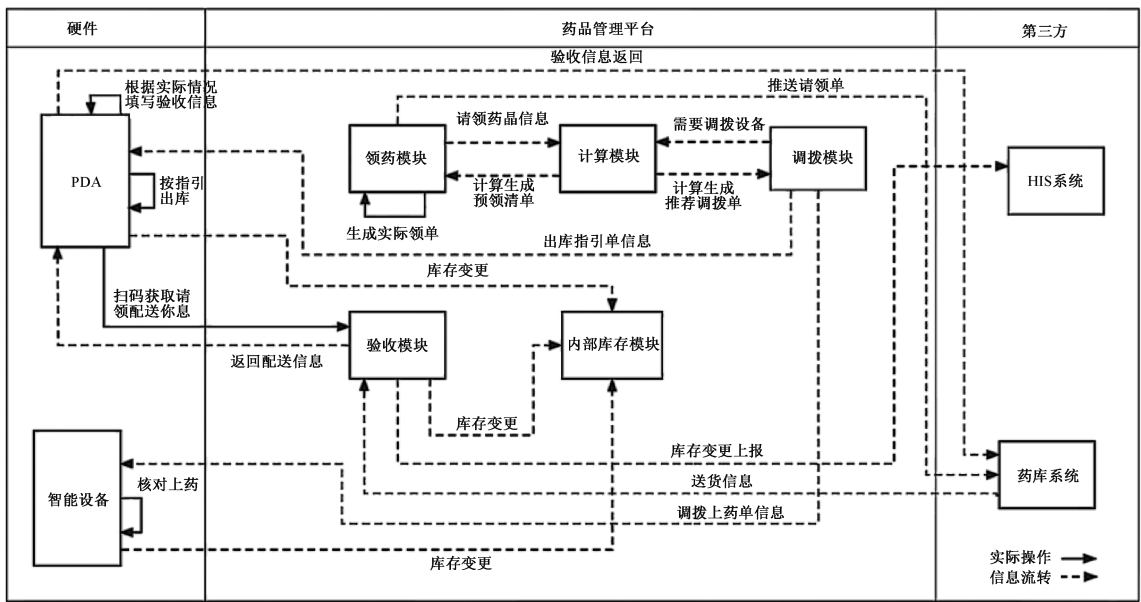 硬件
药品管理平台
第三方
验收信息返回
根据实际情况
填写验收信息
推送请领单
请领药晶信息
需要调拨设备
PDA
领药模块
计算模块
调拨模块
HIS系统
按指引
出库
计算生成
预领清单
计算生成
推荐调拨单
生成实际领单
出库指引单信息
库存变更
扫码获取请
领配送你息
验收模块
内部库存模块
返回配送信息
库存变更
库存变更上报
核对上药
送货信息
药库系统
智能设备
调拨上药单信息
库存变更
实际操作
信息流转